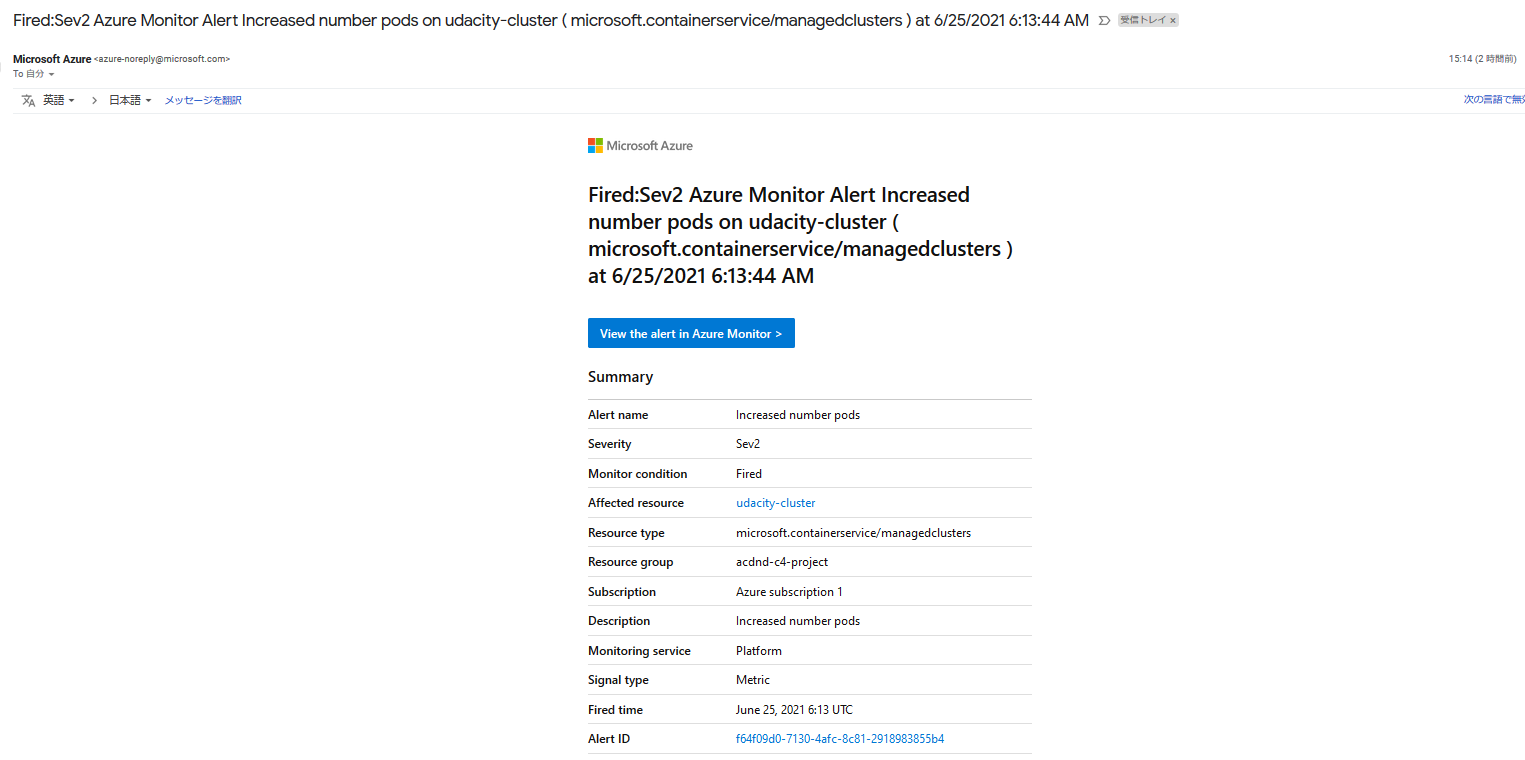 Fired:Sev2 Azure Monitor Alert Increased number pods on udacity-cluster ( microsoft.containerservice/managedclusters ) at 6/25/2021 6:13:44 AM 受信トレイ ×
Microsoft Azure <azure-noreply@microsoft.com> 15:14 (2 時間前)
To 自分
英語 > 日本語 メッセージを翻訳 次の言語で無効
Microsoft Azure
Fired:Sev2 Azure Monitor Alert Increased
number pods on udacity-cluster (
microsoft.containerservice/managedclusters )
at 6/25/2021 6:13:44 AM
View the alert in Azure Monitor >
Summary
Alert name Increased number pods
Severity Sev2
Monitor condition Fired
Affected resource udacity-cluster
Resource type microsoft.containerservice/managedclusters
Resource group acdnd-c4-project
Subscription Azure subscription 1
Description Increased number pods
Monitoring service Platform
Signal type Metric
Fired time June 25, 2021 6:13 UTC
Alert ID f64f09d0-7130-4afc-8c81-2918983855b4